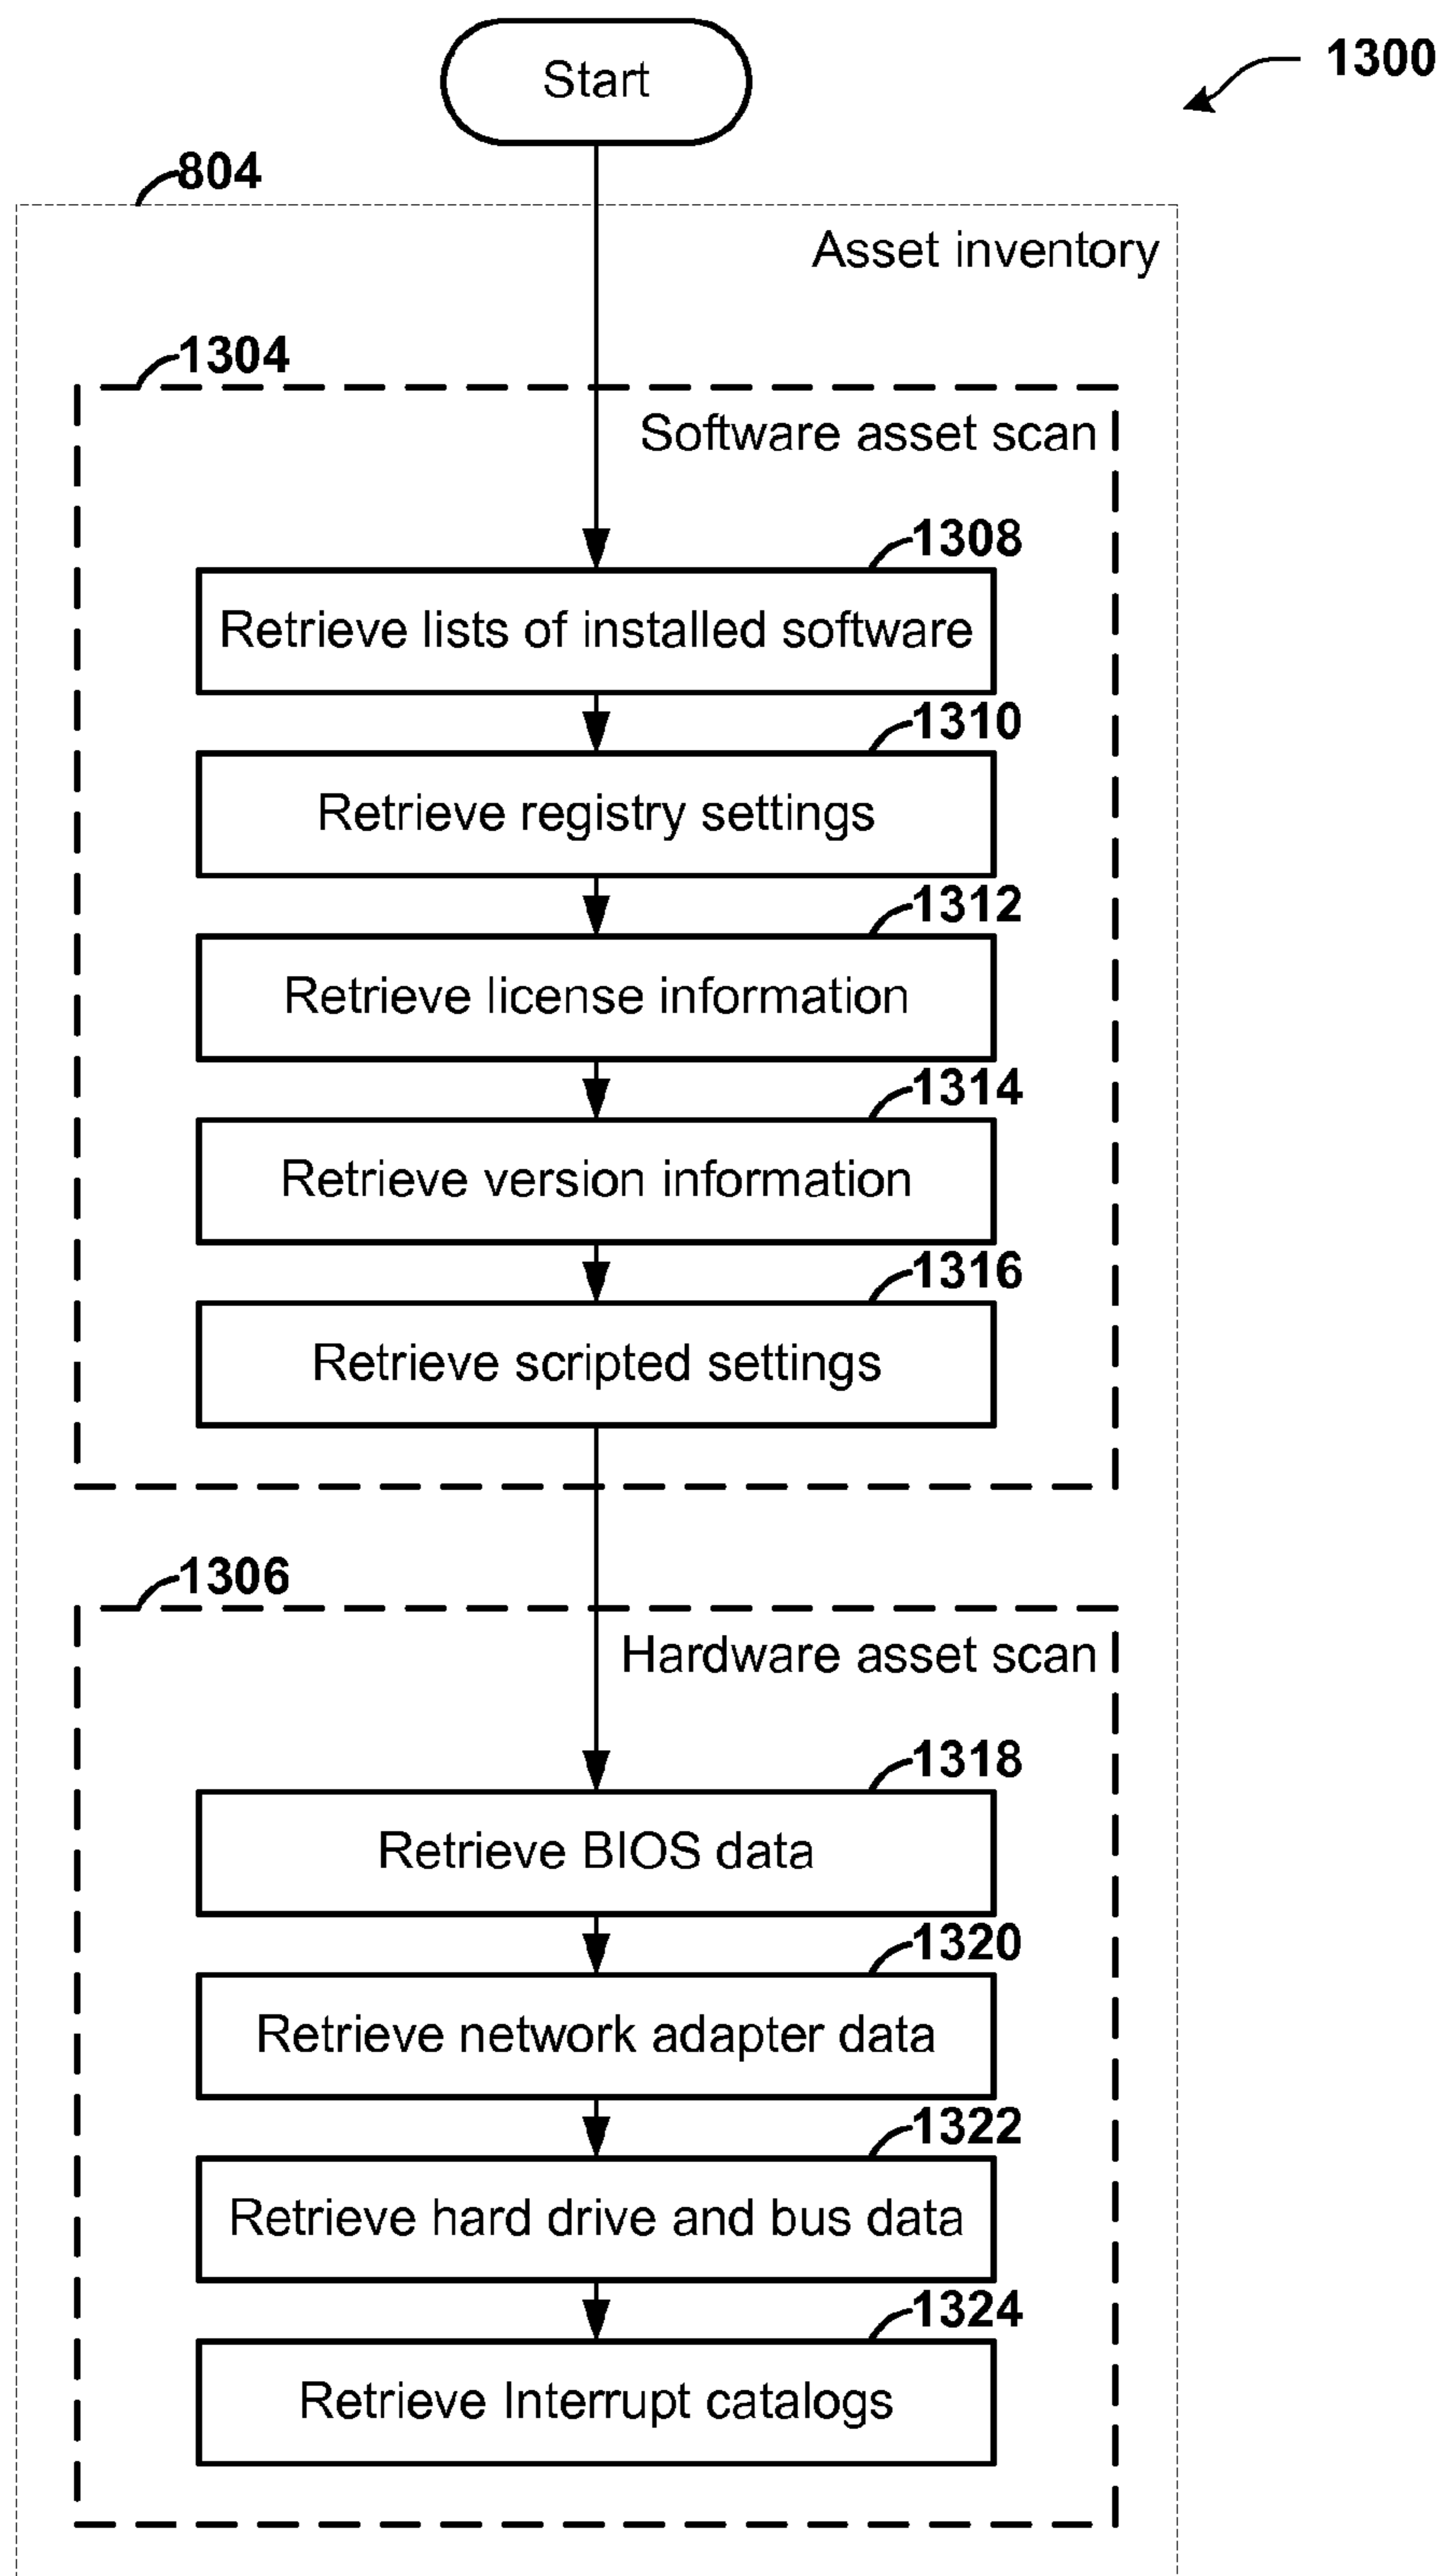 Start
1300
804
Asset inventory
1304
Software asset scan
1308
Retrieve lists of installed software
1310
Retrieve registry settings
1312
Retrieve license information
1314
Retrieve version information
1316
Retrieve scripted settings
1306
Hardware asset scan
1318
Retrieve BIOS data
1320
Retrieve network adapter data
1322
Retrieve hard drive and bus data
1324
Retrieve Interrupt catalogs